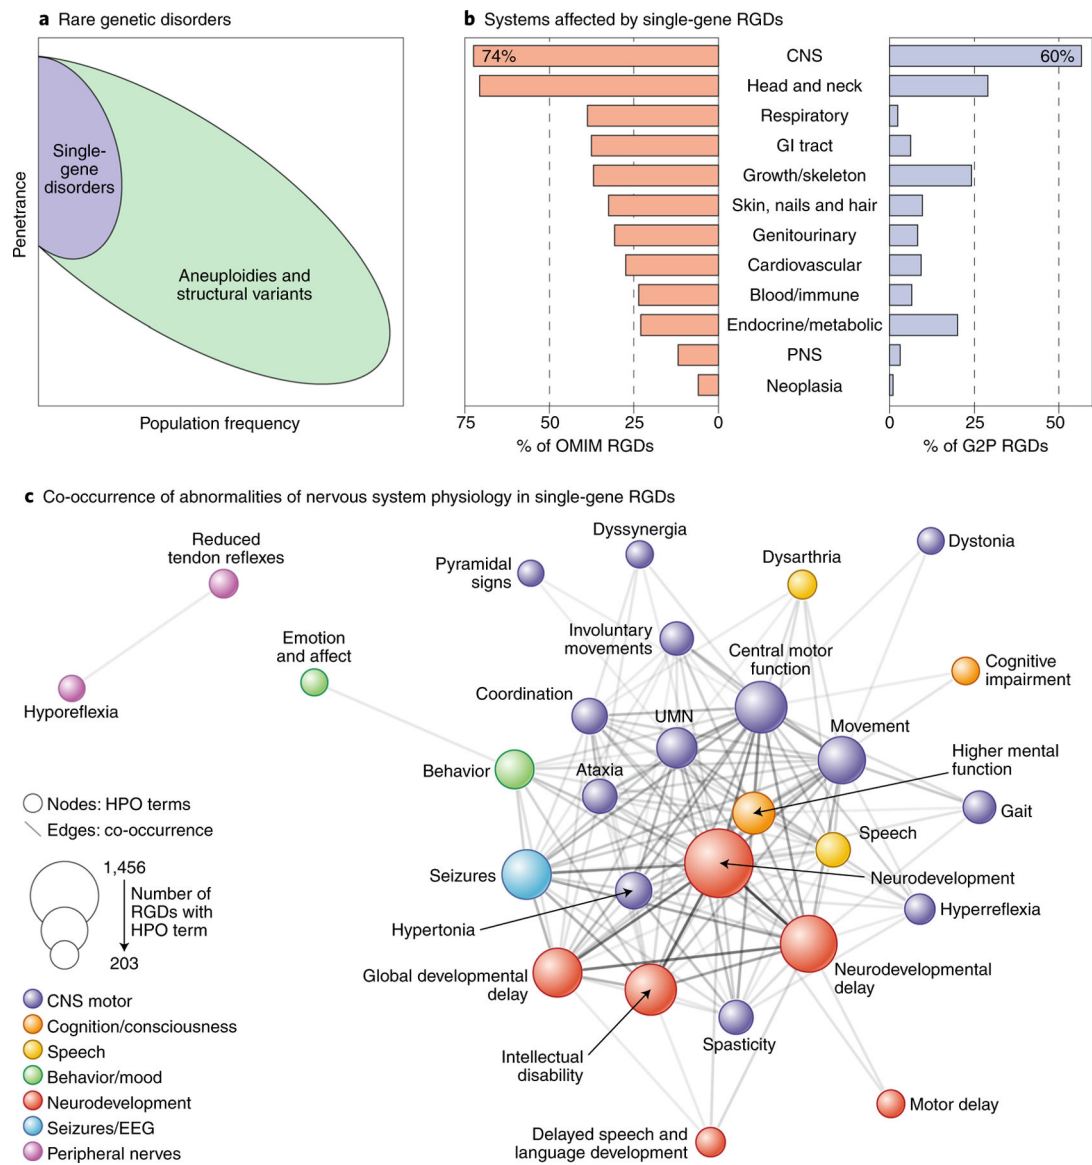 a Rare genetic disorders
Penetrance
Single-
gene
disorders
Aneuploidies and
structural variants
Population frequency
b Systems affected by single-gene RGDs
74%
CNS
60%
Head and neck
Respiratory
GI tract
Growth/skeleton
Skin, nails and hair
Genitourinary
Cardiovascular
Blood/immune
Endocrine/metabolic
PNS
Neoplasia
75 50 25 0
0 25 50
% of OMIM RGDs
% of G2P RGDs
c Co-occurrence of abnormalities of nervous system physiology in single-gene RGDs
Reduced
tendon reflexes
Hyporeflexia
Emotion
and affect
Pyramidal
signs
Dyssynergia
Dysarthria
Dystonia
Involuntary
movements
Central motor
function
Cognitive
impairment
Coordination
UMN
Movement
Higher mental
function
Behavior
Ataxia
Gait
Speech
Seizures
Neurodevelopment
Hypertonia
Hyperreflexia
Global developmental
delay
Neurodevelopmental
delay
Intellectual
disability
Spasticity
Motor delay
Delayed speech and
language development
Nodes: HPO terms
Edges: co-occurrence
1,456
Number of
RGDs with
HPO term
203
CNS motor
Cognition/consciousness
Speech
Behavior/mood
Neurodevelopment
Seizures/EEG
Peripheral nerves